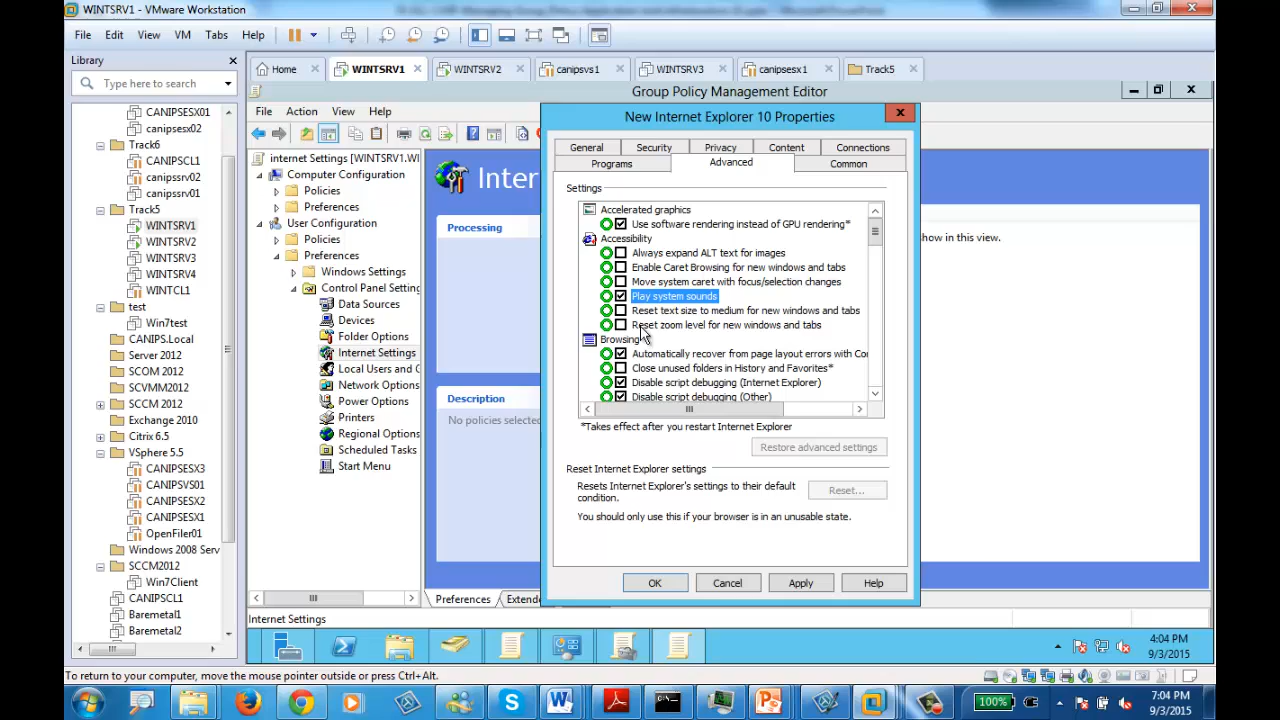 WINTSRV1 - VMware Workstation
File Edit View VM Tabs Help
Library
Type here to search
Home WINTSRV1 WINTSRV2 canipsvs1 WINTSRV3 canipsesx1 Track5
CANIPSESX01
canipsesx02
Track6
CANIPSCL1
canipssrv02
canipssrv01
Track5
WINTSRV1
WINTSRV2
WINTSRV3
WINTSRV4
WINTCL1
test
Win7test
CANIPS.Local
Server 2012
SCOM 2012
SCVMM2012
SCCM 2012
Exchange 2010
Citrix 6.5
VSphere 5.5
CANIPSESX3
CANIPSVS01
CANIPSESX2
CANIPSESX1
OpenFiler01
Windows 2008 Serv
SCCM2012
Win7Client
CANIPSCL1
Baremetal1
Baremetal2
Group Policy Management Editor
File Action View Help
internet Settings [WINTSRV1.WI
Computer Configuration
Policies
Preferences
User Configuration
Policies
Preferences
Windows Settings
Control Panel Setting
Data Sources
Devices
Folder Options
Internet Settings
Local Users and G
Network Options
Power Options
Printers
Regional Options
Scheduled Tasks
Start Menu
Inter
Processing
Description
No policies selected
how in this view.
Preferences Extende
Internet Settings
New Internet Explorer 10 Properties
General Security Privacy Content Connections
Programs Advanced Common
Settings
Accelerated graphics
Use software rendering instead of GPU rendering*
Accessibility
Always expand ALT text for images
Enable Caret Browsing for new windows and tabs
Move system caret with focus/selection changes
Play system sounds
Reset text size to medium for new windows and tabs
Reset zoom level for new windows and tabs
Browsing
Automatically recover from page layout errors with Cor
Close unused folders in History and Favorites*
Disable script debugging (Internet Explorer)
Disable script debugging (Other)
*Takes effect after you restart Internet Explorer
Restore advanced settings
Reset Internet Explorer settings
Resets Internet Explorer's settings to their default
condition.
Reset...
You should only use this if your browser is in an unusable state.
OK Cancel Apply Help
4:04 PM
9/3/2015
To return to your computer, move the mouse pointer outside or press Ctrl+Alt.
100%
7:04 PM
9/3/2015